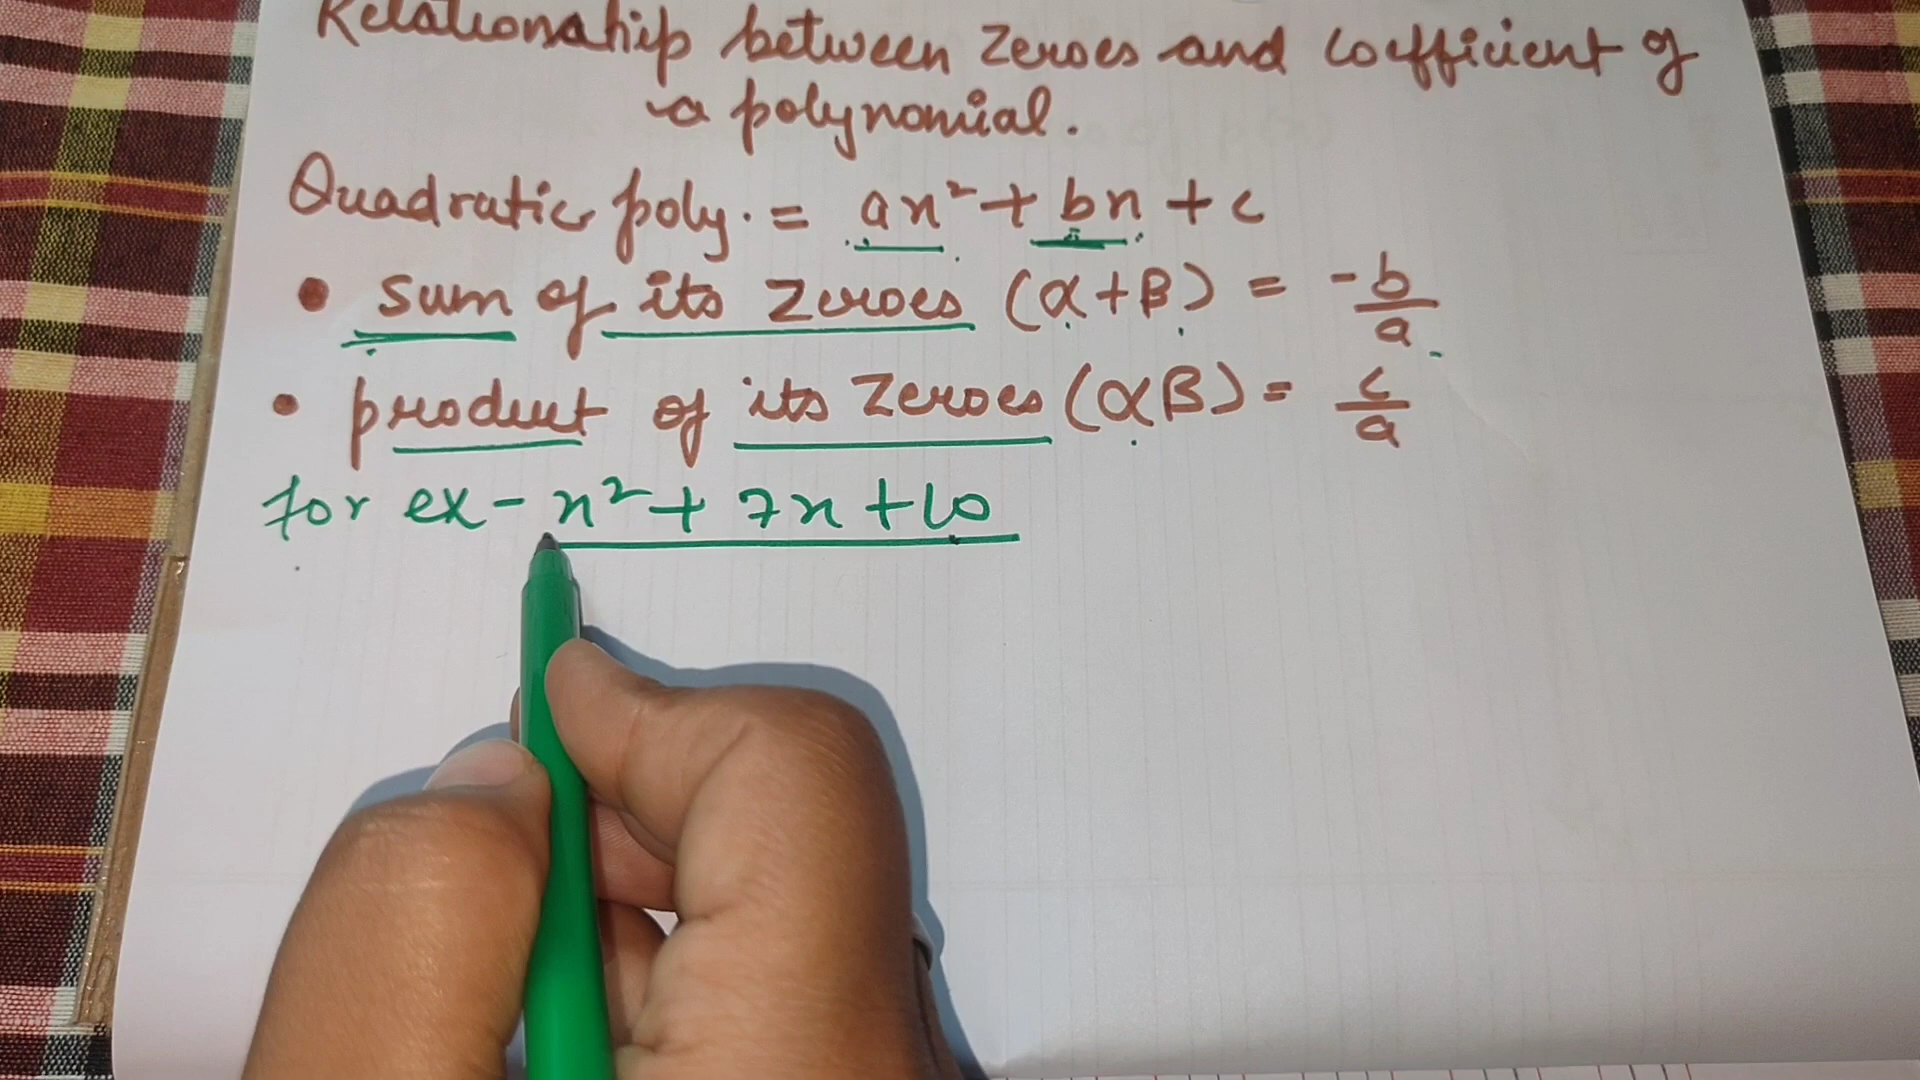 Relationship between zeroes and coefficient of
a polynomial.
Quadratic poly. = ax² + bx + c
• sum of its zeroes (α+β) = -b/a
• product of its zeroes (αβ) = c/a
for ex - x² + 7x + 10